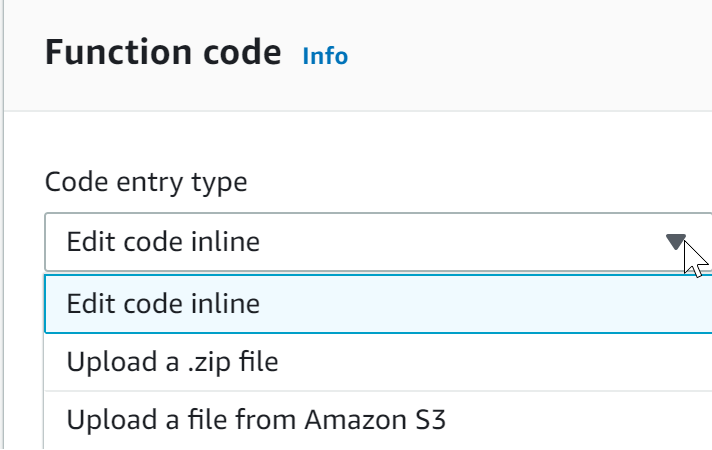 Function code Info
Code entry type
Edit code inline
Edit code inline
Upload a .zip file
Upload a file from Amazon S3